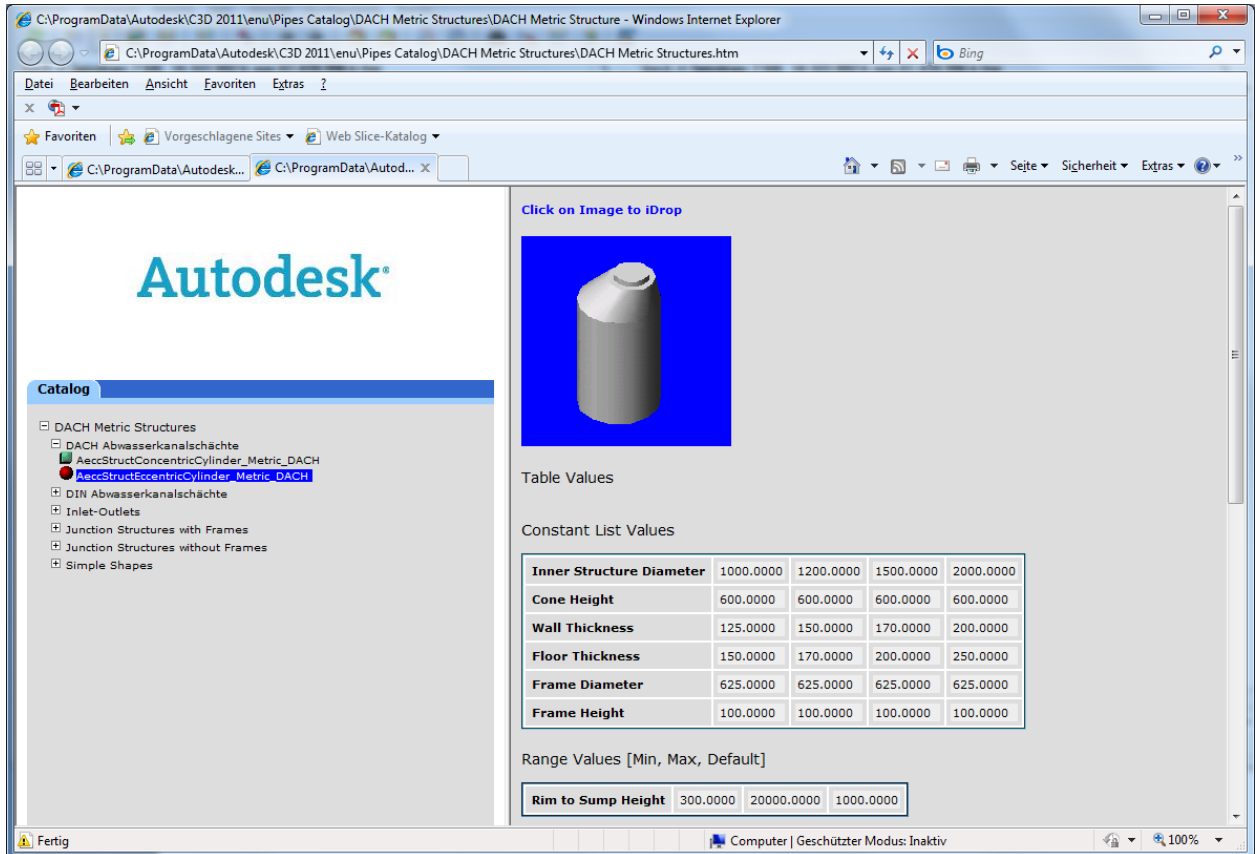 C:\ProgramData\Autodesk\C3D 2011\enu\Pipes Catalog\DACH Metric Structures\DACH Metric Structure - Windows Internet Explorer
C:\ProgramData\Autodesk\C3D 2011\enu\Pipes Catalog\DACH Metric Structures\DACH Metric Structures.htm
Bing
Datei Bearbeiten Ansicht Favoriten Extras ?
x
Favoriten Vorgeschlagene Sites Web Slice-Katalog
C:\ProgramData\Autodesk... C:\ProgramData\Autod... X Seite Sicherheit Extras »
Autodesk®
Catalog
DACH Metric Structures
DACH Abwasserkanalschächte
AeccStructConcentricCylinder_Metric_DACH
AeccStructEccentricCylinder_Metric_DACH
DIN Abwasserkanalschächte
Inlet-Outlets
Junction Structures with Frames
Junction Structures without Frames
Simple Shapes
Click on Image to iDrop
Table Values
Constant List Values
Inner Structure Diameter 1000.0000 1200.0000 1500.0000 2000.0000
Cone Height 600.0000 600.0000 600.0000 600.0000
Wall Thickness 125.0000 150.0000 170.0000 200.0000
Floor Thickness 150.0000 170.0000 200.0000 250.0000
Frame Diameter 625.0000 625.0000 625.0000 625.0000
Frame Height 100.0000 100.0000 100.0000 100.0000
Range Values [Min, Max, Default]
Rim to Sump Height 300.0000 20000.0000 1000.0000
Fertig
Computer | Geschützter Modus: Inaktiv
100%